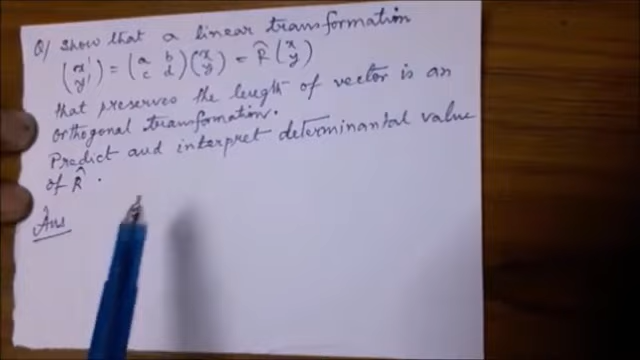 Q/ Show that a linear transformation
(x' y') = (a b c d)(x y) = R̂ (x y)
that preserves the length of vector is an
orthogonal transformation.
Predict and interpret determinantal value
of R̂.
Ans